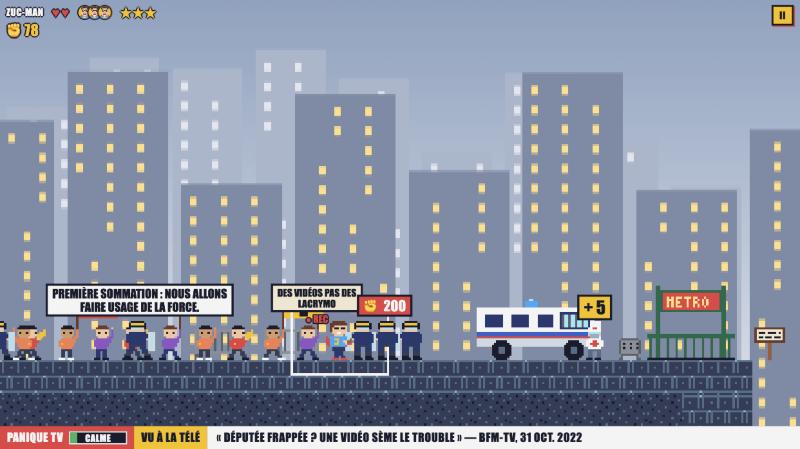 ZUC-MAN
78
PREMIÈRE SOMMATION : NOUS ALLONS
FAIRE USAGE DE LA FORCE.
DES VIDÉOS PAS DES
LACRYMO
200
REC
+5
METRO
PANIQUE TV
CALME
VU À LA TÉLÉ
« DÉPUTÉE FRAPPÉE ? UNE VIDÉO SÈME LE TROUBLE » — BFM-TV, 31 OCT. 2022